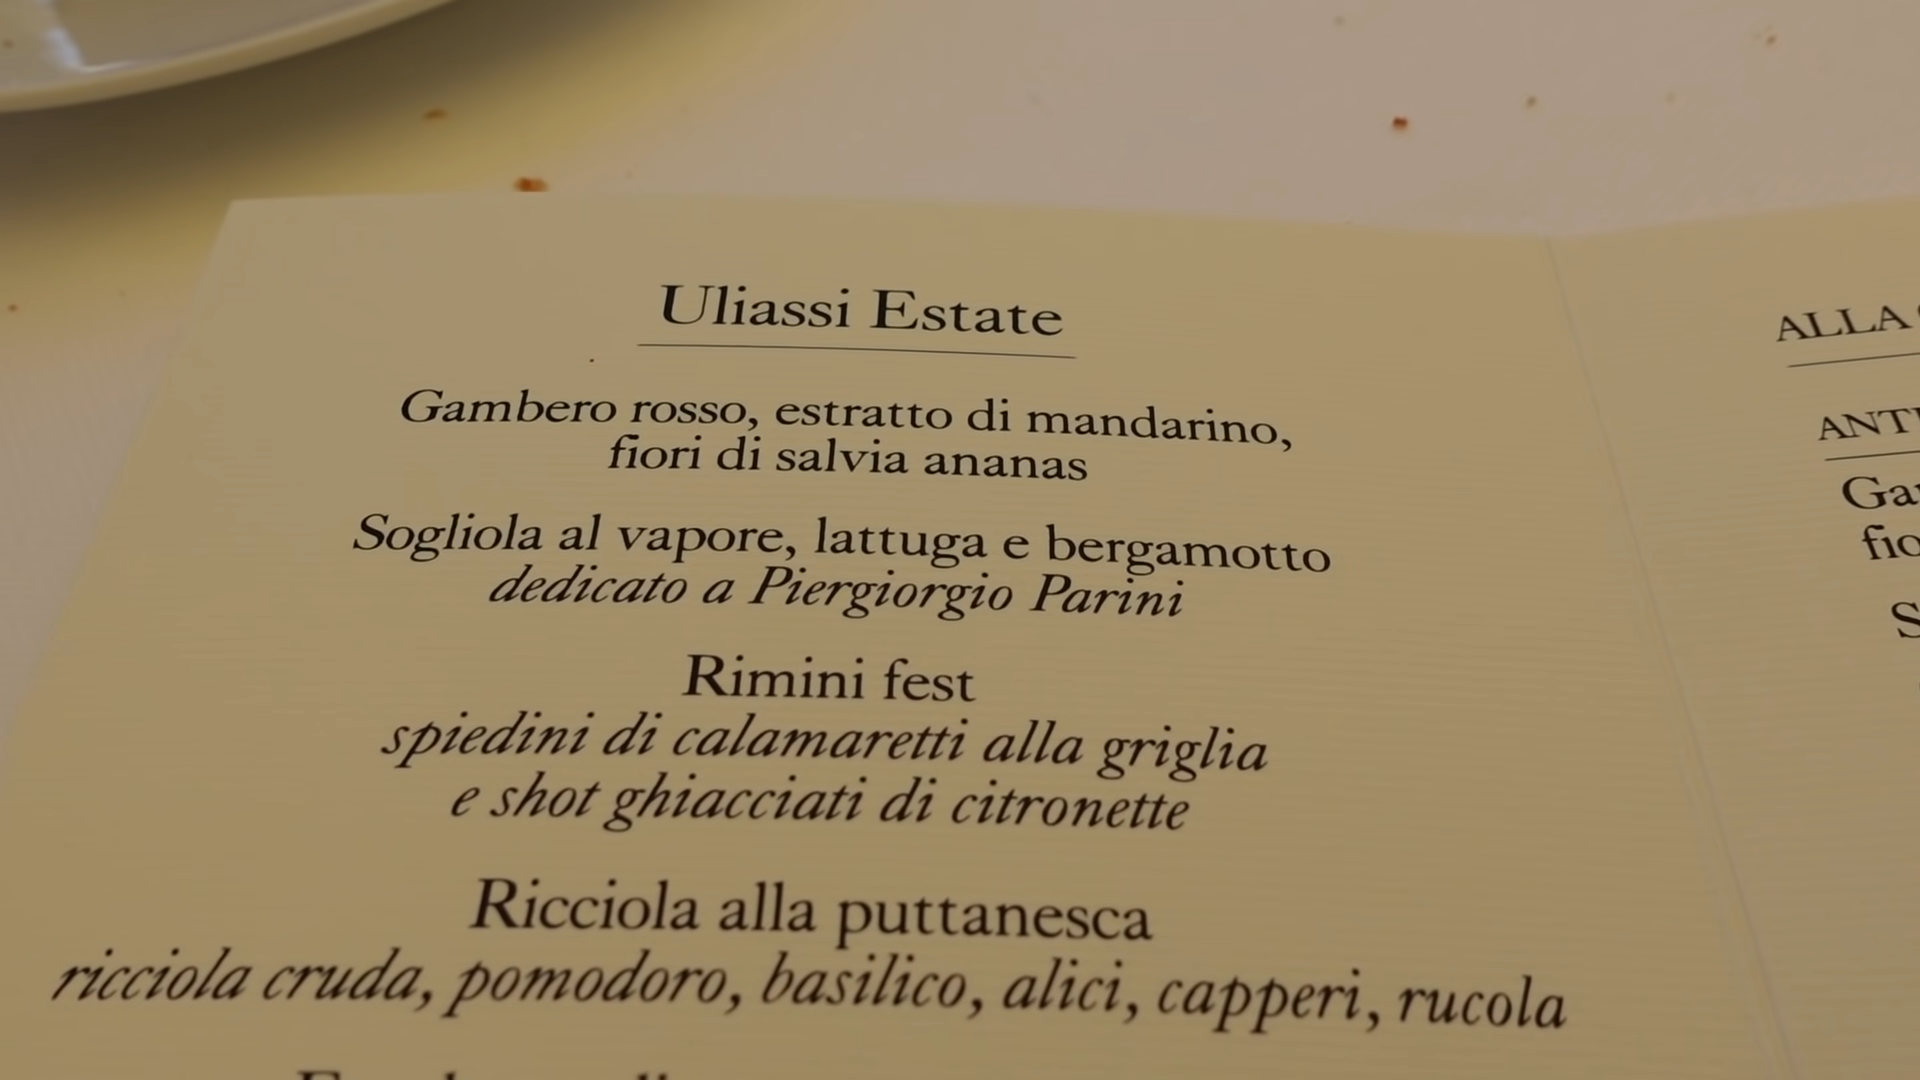 Uliassi Estate
Gambero rosso, estratto di mandarino,
fiori di salvia ananas
Sogliola al vapore, lattuga e bergamotto
dedicato a Piergiorgio Parini
Rimini fest
spiedini di calamaretti alla griglia
e shot ghiacciati di citronette
Ricciola alla puttanesca
ricciola cruda, pomodoro, basilico, alici, capperi, rucola
ALLA